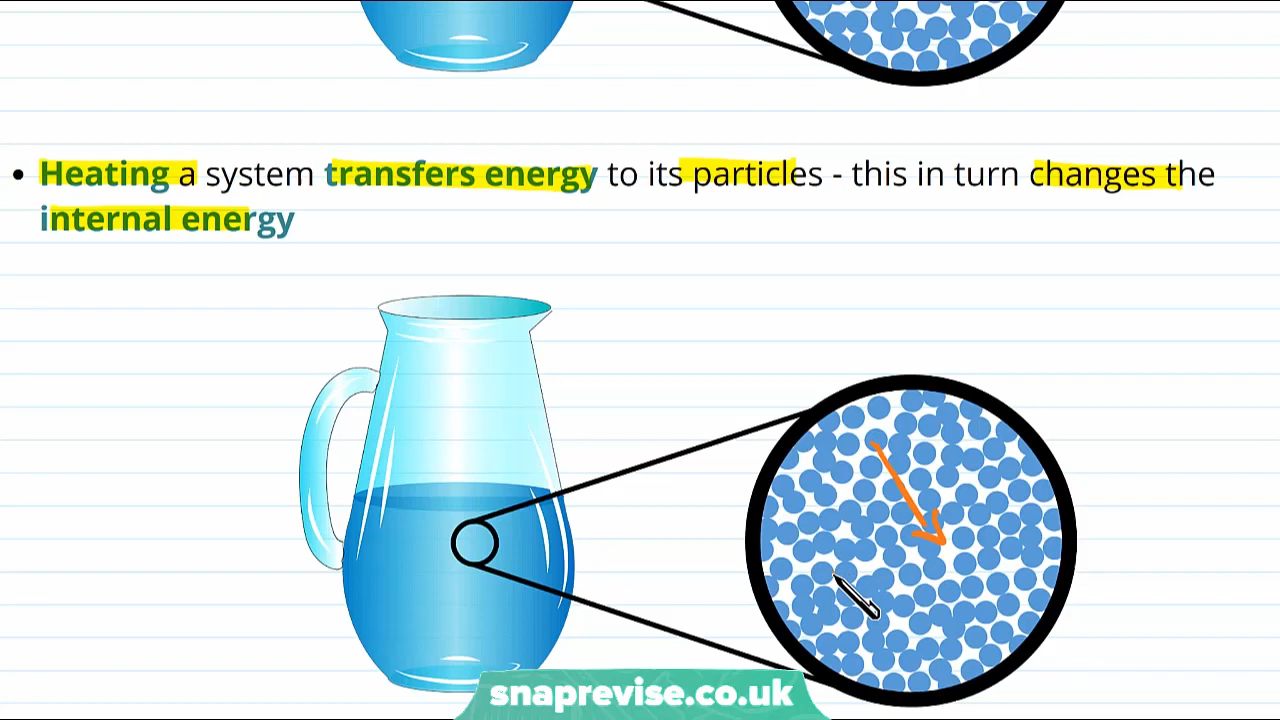 • Heating a system transfers energy to its particles - this in turn changes the
internal energy
snaprevise.co.uk